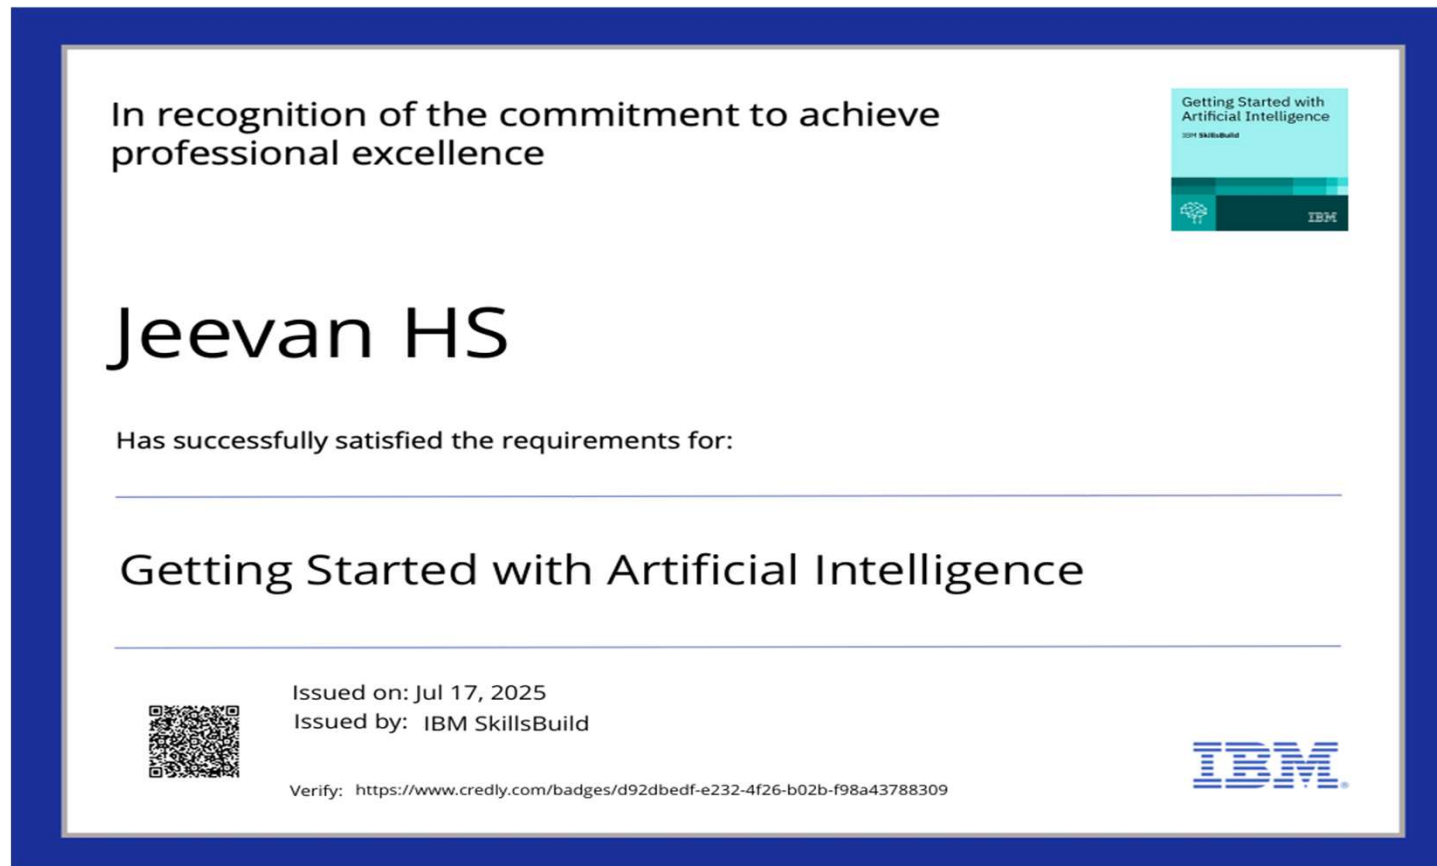 In recognition of the commitment to achieve
professional excellence
Getting Started with
Artificial Intelligence
IBM SkillsBuild
IBM
Jeevan HS
Has successfully satisfied the requirements for:
Getting Started with Artificial Intelligence
Issued on: Jul 17, 2025
Issued by: IBM SkillsBuild
Verify: https://www.credly.com/badges/d92dbedf-e232-4f26-b02b-f98a43788309
IBM®